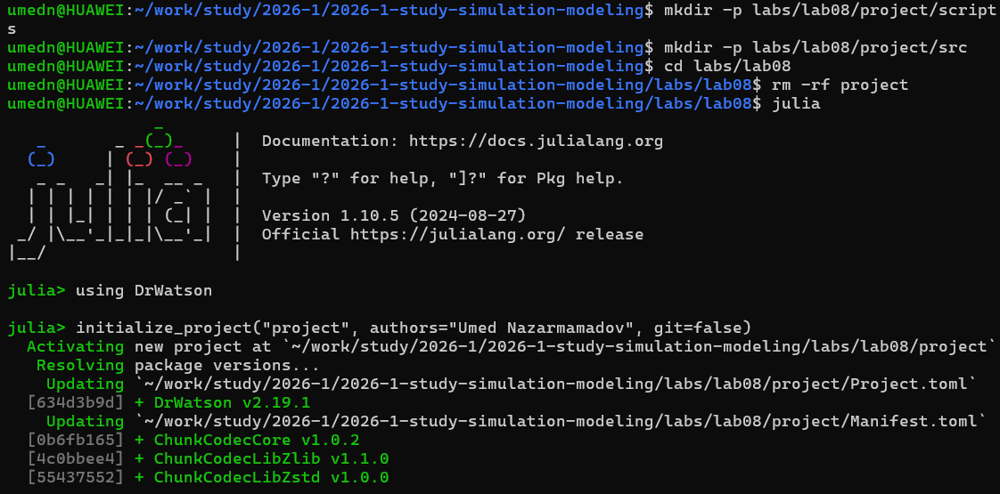 umedn@HUAWEI:~/work/study/2026-1/2026-1-study-simulation-modeling$ mkdir -p labs/lab08/project/script
s
umedn@HUAWEI:~/work/study/2026-1/2026-1-study-simulation-modeling$ mkdir -p labs/lab08/project/src
umedn@HUAWEI:~/work/study/2026-1/2026-1-study-simulation-modeling$ cd labs/lab08
umedn@HUAWEI:~/work/study/2026-1/2026-1-study-simulation-modeling/labs/lab08$ rm -rf project
umedn@HUAWEI:~/work/study/2026-1/2026-1-study-simulation-modeling/labs/lab08$ julia
               _
   _       _ _(_)_     |  Documentation: https://docs.julialang.org
  (_)     | (_) (_)    |
   _ _   _| |_  __ _   |  Type "?" for help, "]?" for Pkg help.
  | | | | | | |/ _` |  |
  | | |_| | | | (_| |  |  Version 1.10.5 (2024-08-27)
 _/ |\__'_|_|_|\__'_|  |  Official https://julialang.org/ release
|__/                   |
julia> using DrWatson
julia> initialize_project("project", authors="Umed Nazarmamadov", git=false)
  Activating new project at `~/work/study/2026-1/2026-1-study-simulation-modeling/labs/lab08/project`
   Resolving package versions...
    Updating `~/work/study/2026-1/2026-1-study-simulation-modeling/labs/lab08/project/Project.toml`
  [634d3b9d] + DrWatson v2.19.1
    Updating `~/work/study/2026-1/2026-1-study-simulation-modeling/labs/lab08/project/Manifest.toml`
  [0b6fb165] + ChunkCodecCore v1.0.2
  [4c0bbee4] + ChunkCodecLibZlib v1.1.0
  [55437552] + ChunkCodecLibZstd v1.0.0